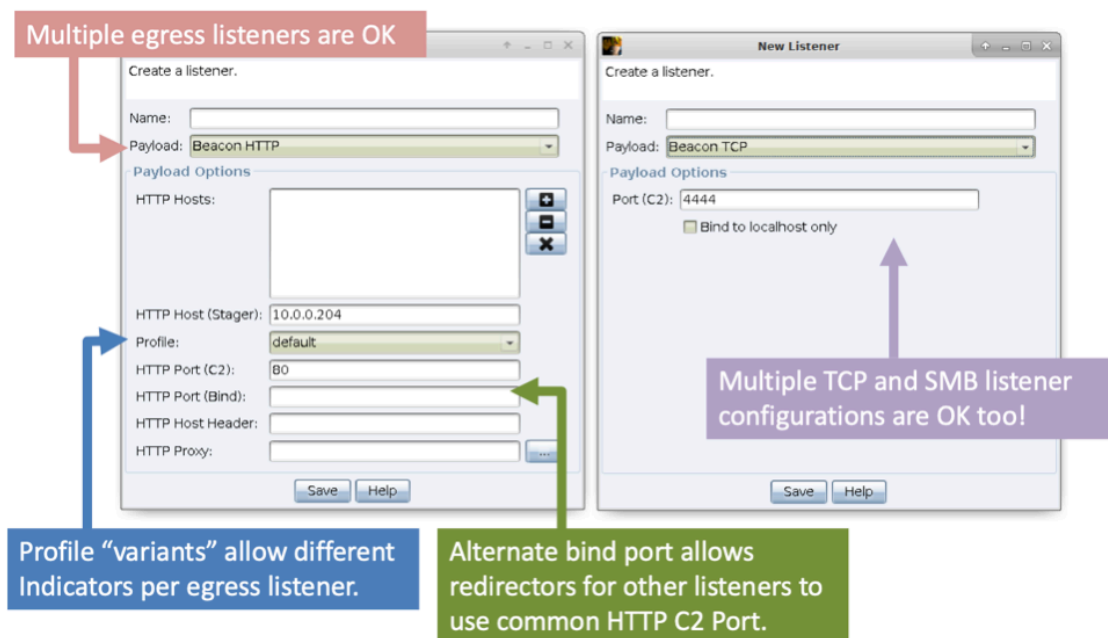 Multiple egress listeners are OK
Create a listener.
Name:
Payload: Beacon HTTP
Payload Options
HTTP Hosts:
HTTP Host (Stager): 10.0.0.204
Profile: default
HTTP Port (C2): 80
HTTP Port (Bind):
HTTP Host Header:
HTTP Proxy:
...
Save Help
New Listener
Create a listener.
Name:
Payload: Beacon TCP
Payload Options
Port (C2): 4444
Bind to localhost only
Save Help
Multiple TCP and SMB listener
configurations are OK too!
Profile “variants” allow different
Indicators per egress listener.
Alternate bind port allows
redirectors for other listeners to
use common HTTP C2 Port.